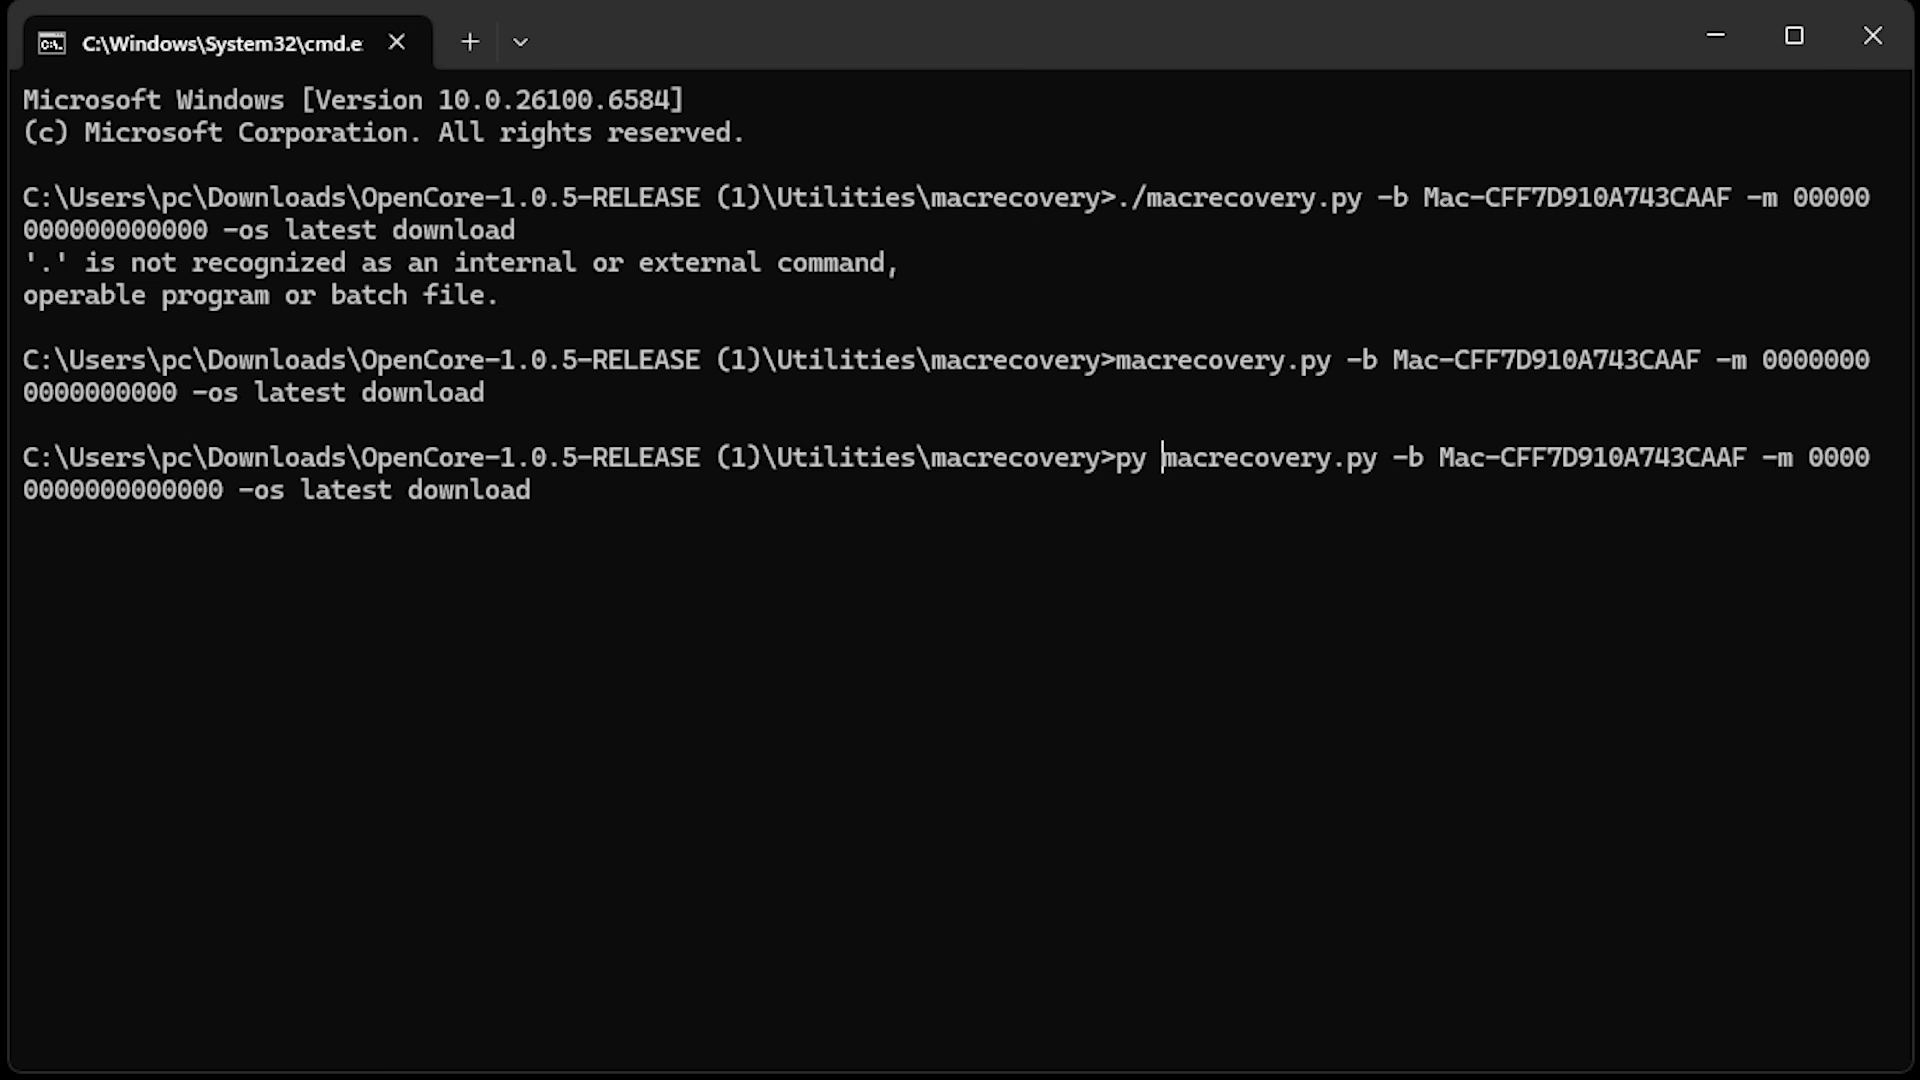 C:\Windows\System32\cmd.e
Microsoft Windows [Version 10.0.26100.6584]
(c) Microsoft Corporation. All rights reserved.
C:\Users\pc\Downloads\OpenCore-1.0.5-RELEASE (1)\Utilities\macrecovery>./macrecovery.py -b Mac-CFF7D910A743CAAF -m 00000
000000000000 -os latest download
'.' is not recognized as an internal or external command,
operable program or batch file.
C:\Users\pc\Downloads\OpenCore-1.0.5-RELEASE (1)\Utilities\macrecovery>macrecovery.py -b Mac-CFF7D910A743CAAF -m 0000000
0000000000 -os latest download
C:\Users\pc\Downloads\OpenCore-1.0.5-RELEASE (1)\Utilities\macrecovery>py macrecovery.py -b Mac-CFF7D910A743CAAF -m 0000
0000000000000 -os latest download